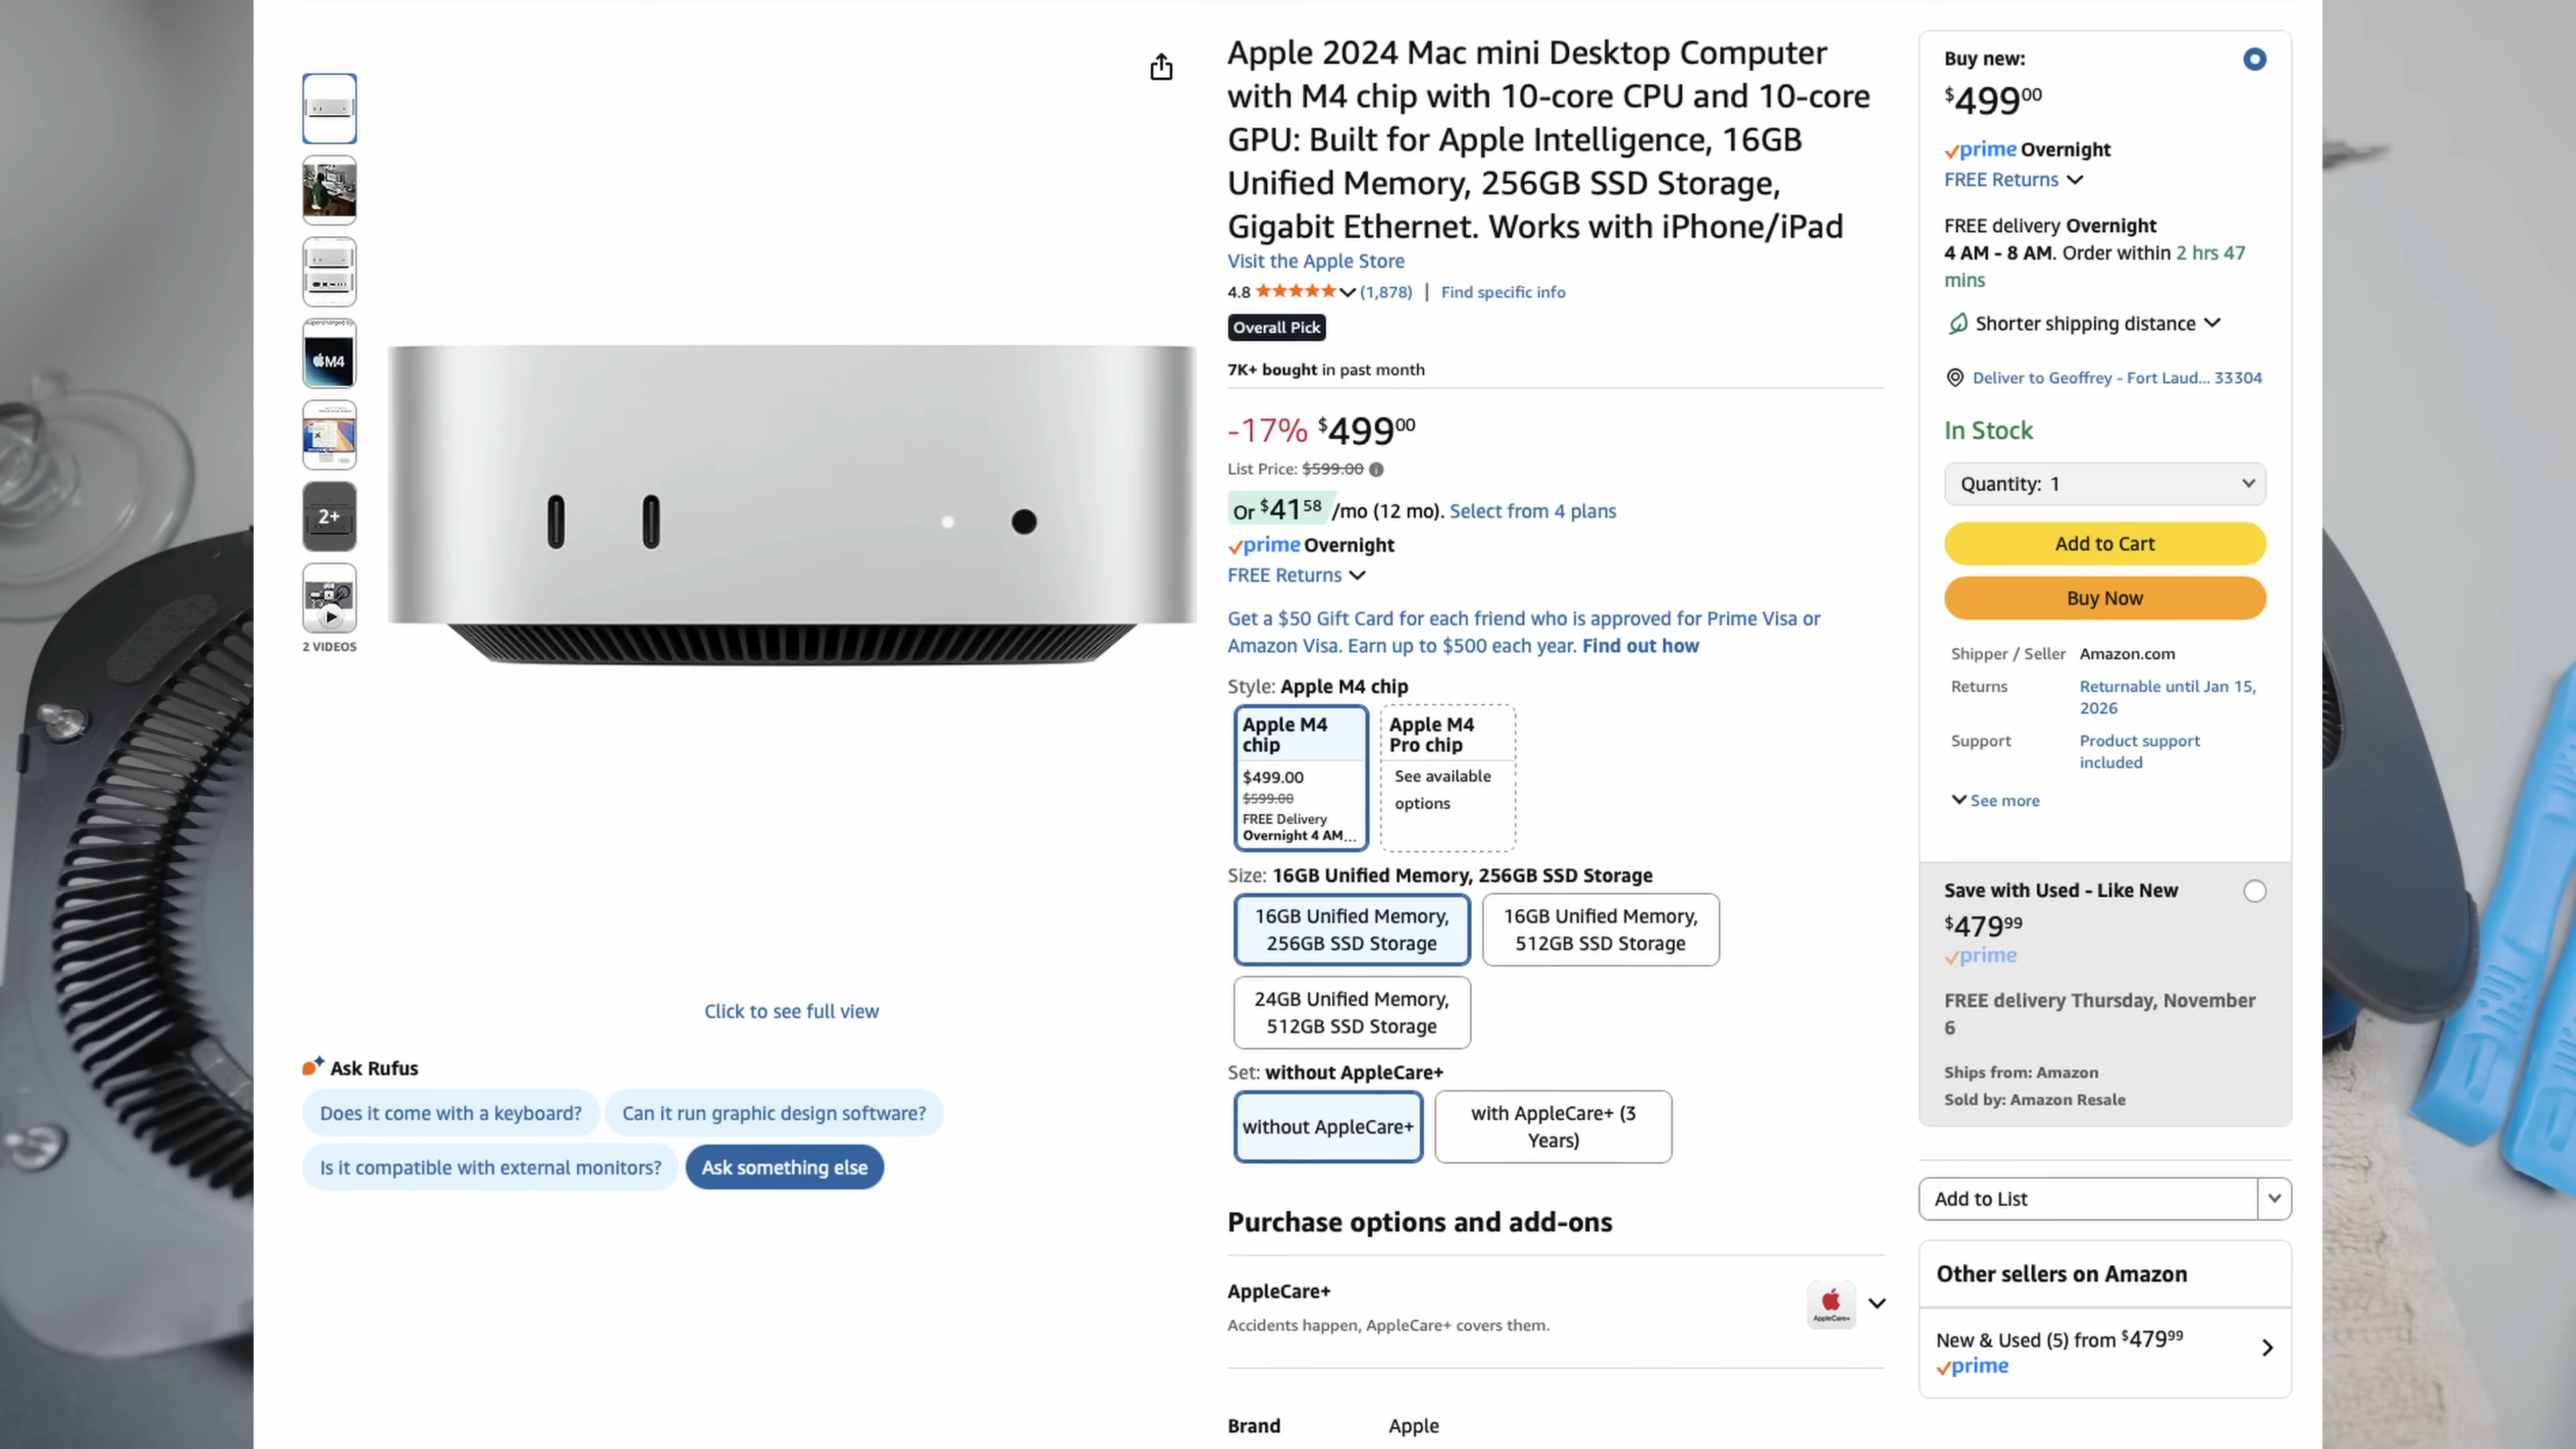 Supercharged by
M4
2+
2 VIDEOS
Click to see full view
Ask Rufus
Does it come with a keyboard?
Can it run graphic design software?
Is it compatible with external monitors?
Ask something else
Apple 2024 Mac mini Desktop Computer
with M4 chip with 10-core CPU and 10-core
GPU: Built for Apple Intelligence, 16GB
Unified Memory, 256GB SSD Storage,
Gigabit Ethernet. Works with iPhone/iPad
Visit the Apple Store
4.8 (1,878) | Find specific info
Overall Pick
7K+ bought in past month
-17% $499 00
List Price: $599.00
Or $41 58 /mo (12 mo). Select from 4 plans
prime Overnight
FREE Returns
Get a $50 Gift Card for each friend who is approved for Prime Visa or
Amazon Visa. Earn up to $500 each year. Find out how
Style: Apple M4 chip
Apple M4
chip
$499.00
$599.00
FREE Delivery
Overnight 4 AM...
Apple M4
Pro chip
See available
options
Size: 16GB Unified Memory, 256GB SSD Storage
16GB Unified Memory,
256GB SSD Storage
16GB Unified Memory,
512GB SSD Storage
24GB Unified Memory,
512GB SSD Storage
Set: without AppleCare+
without AppleCare+
with AppleCare+ (3
Years)
Purchase options and add-ons
AppleCare+
Accidents happen, AppleCare+ covers them.
AppleCare+
Brand Apple
Buy new:
$499 00
prime Overnight
FREE Returns
FREE delivery Overnight
4 AM - 8 AM. Order within 2 hrs 47
mins
Shorter shipping distance
Deliver to Geoffrey - Fort Laud... 33304
In Stock
Quantity: 1
Add to Cart
Buy Now
Shipper / Seller Amazon.com
Returns Returnable until Jan 15,
2026
Support Product support
included
See more
Save with Used - Like New
$479 99
prime
FREE delivery Thursday, November
6
Ships from: Amazon
Sold by: Amazon Resale
Add to List
Other sellers on Amazon
New & Used (5) from $479 99
prime